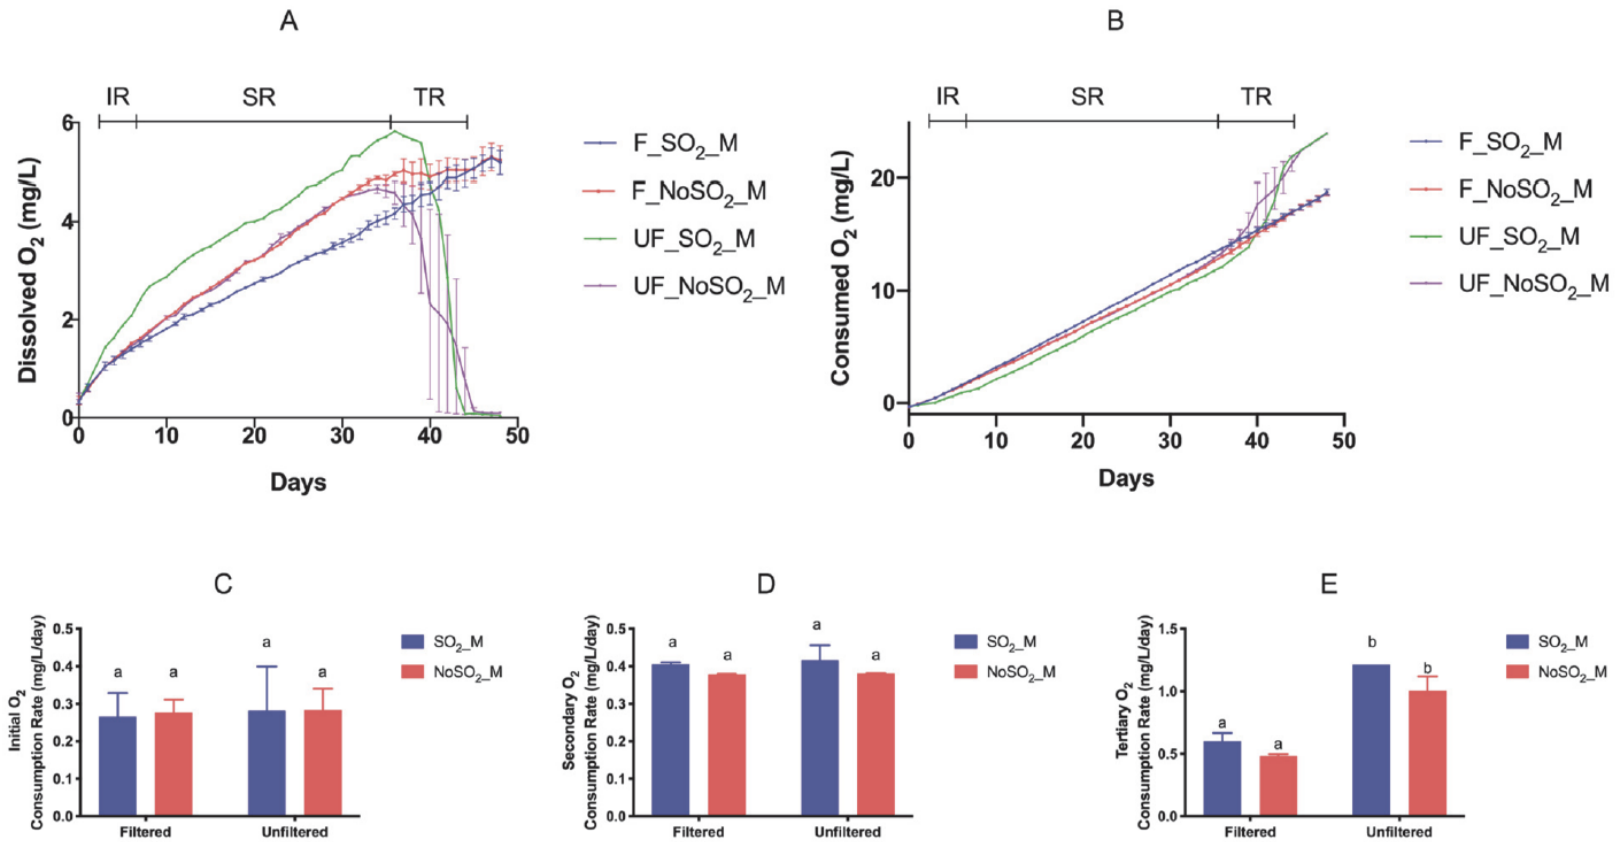 A
B
IR SR TR
IR SR TR
Dissolved O₂ (mg/L)
6
4
2
0
0 10 20 30 40 50
Days
F_SO₂_M
F_NoSO₂_M
UF_SO₂_M
UF_NoSO₂_M
Consumed O₂ (mg/L)
20
10
0
0 10 20 30 40 50
Days
F_SO₂_M
F_NoSO₂_M
UF_SO₂_M
UF_NoSO₂_M
C
D
E
Initial O₂
Consumption Rate (mg/L/day)
0.5
0.4
0.3
0.2
0.1
0.0
a a a a
Filtered Unfiltered
SO₂_M
NoSO₂_M
Secondary O₂
Consumption Rate (mg/L/day)
0.5
0.4
0.3
0.2
0.1
0.0
a a a a
Filtered Unfiltered
SO₂_M
NoSO₂_M
Tertiary O₂
Consumption Rate (mg/L/day)
1.5
1.0
0.5
0.0
a a b b
Filtered Unfiltered
SO₂_M
NoSO₂_M